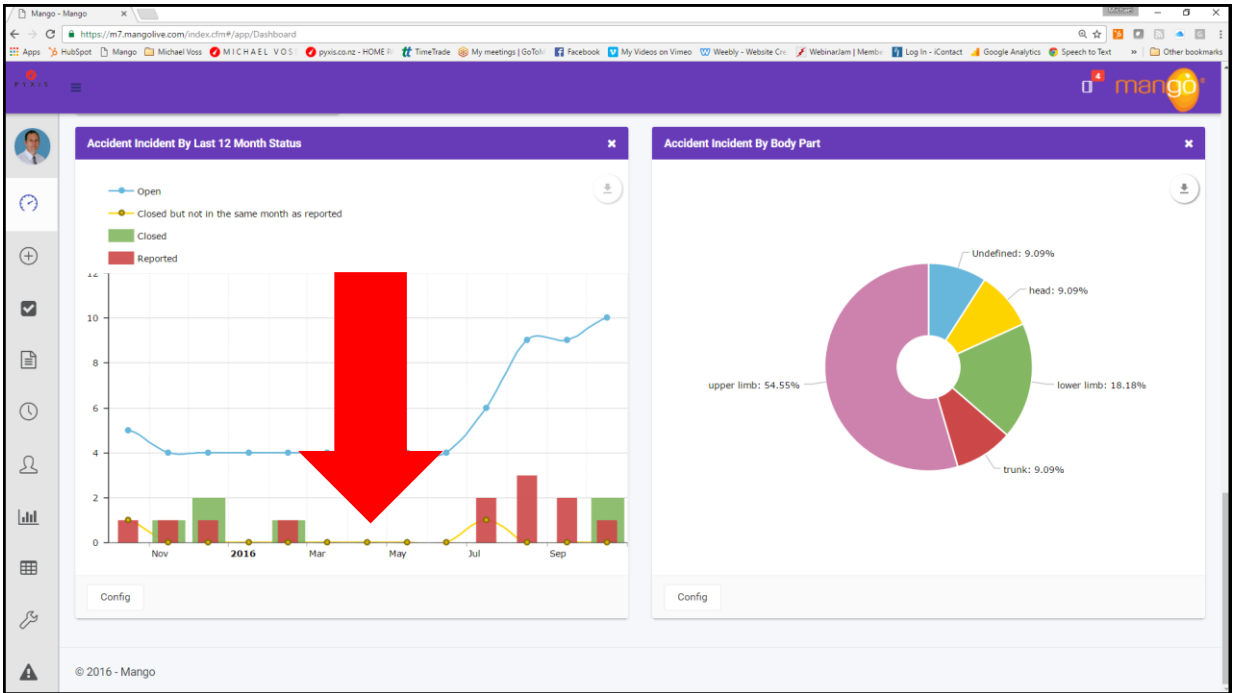 Mango - Mango
Michael
https://m7.mangolive.com/index.cfm#/app/Dashboard
Apps HubSpot Mango Michael Voss M I C H A E L V O S pyxis.co.nz - HOME TimeTrade My meetings | GoTo Facebook My Videos on Vimeo Weebly - Website Cre WebinarJam | Membe Log In - iContact Google Analytics Speech to Text » Other bookmarks
PYXIS
4
mangò
Accident Incident By Last 12 Month Status
Open
Closed but not in the same month as reported
Closed
Reported
12
10
8
6
4
2
0
Nov 2016 Mar May Jul Sep
Config
Accident Incident By Body Part
Undefined: 9.09%
head: 9.09%
upper limb: 54.55%
lower limb: 18.18%
trunk: 9.09%
Config
© 2016 - Mango